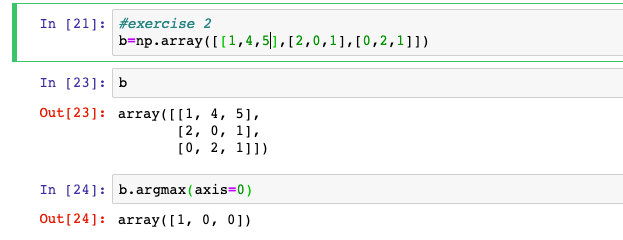 In [21]: #exercise 2
b=np.array([[1,4,5],[2,0,1],[0,2,1]])
In [23]: b
Out[23]: array([[1, 4, 5],
[2, 0, 1],
[0, 2, 1]])
In [24]: b.argmax(axis=0)
Out[24]: array([1, 0, 0])